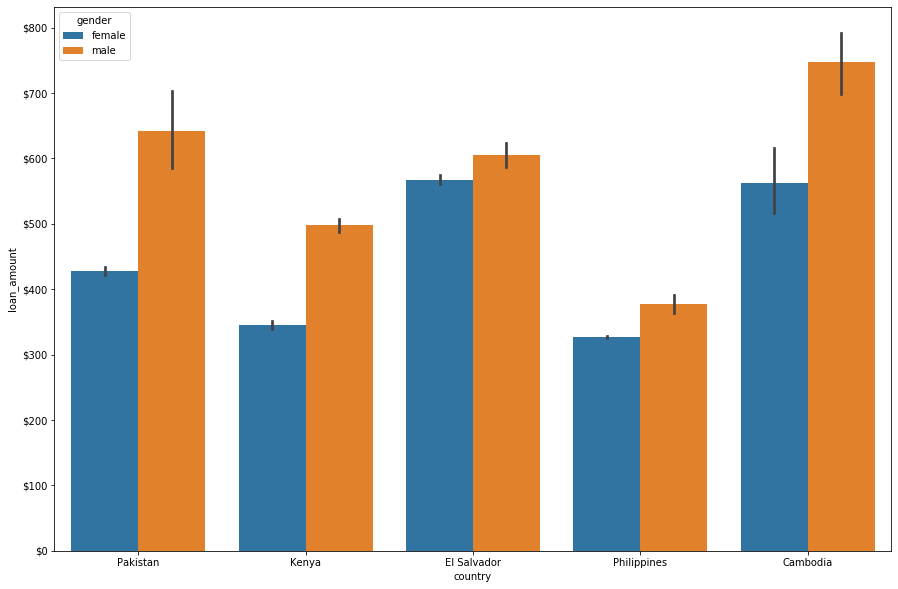 gender
female
male
loan_amount
$800
$700
$600
$500
$400
$300
$200
$100
$0
Pakistan Kenya El Salvador Philippines Cambodia
country